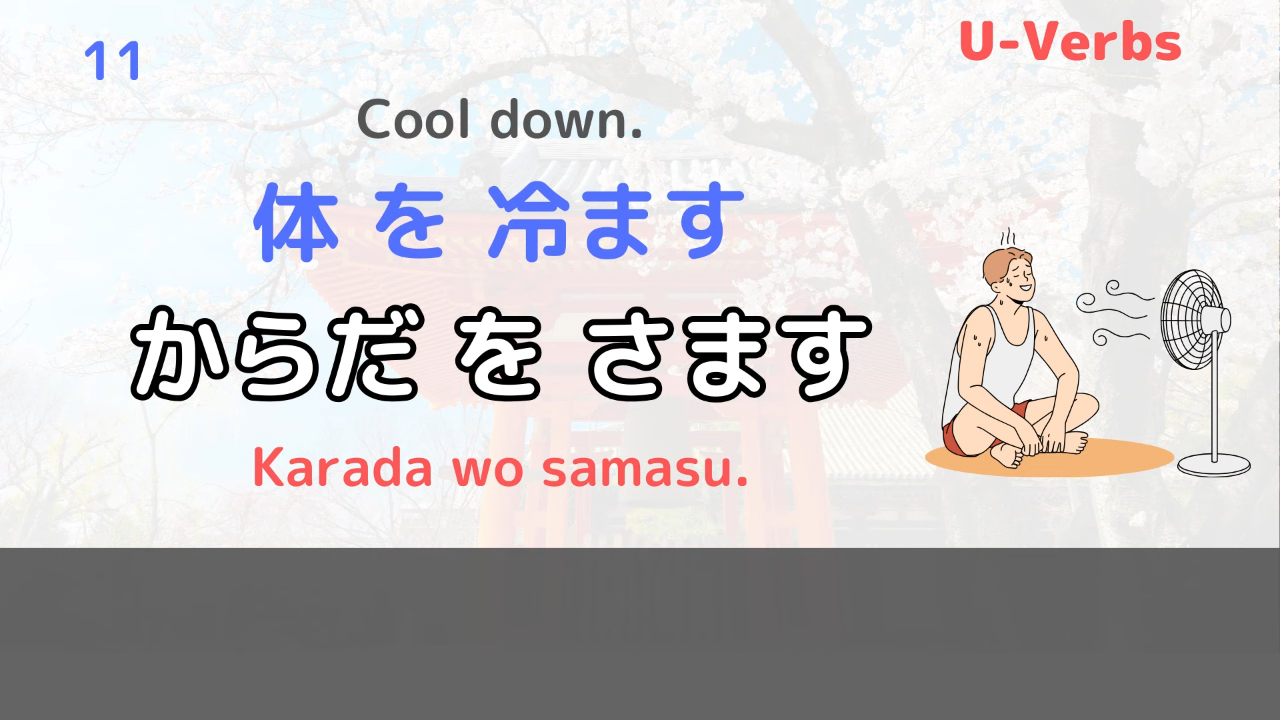 11
U-Verbs
Cool down.
体 を 冷ます
からだ を さます
Karada wo samasu.